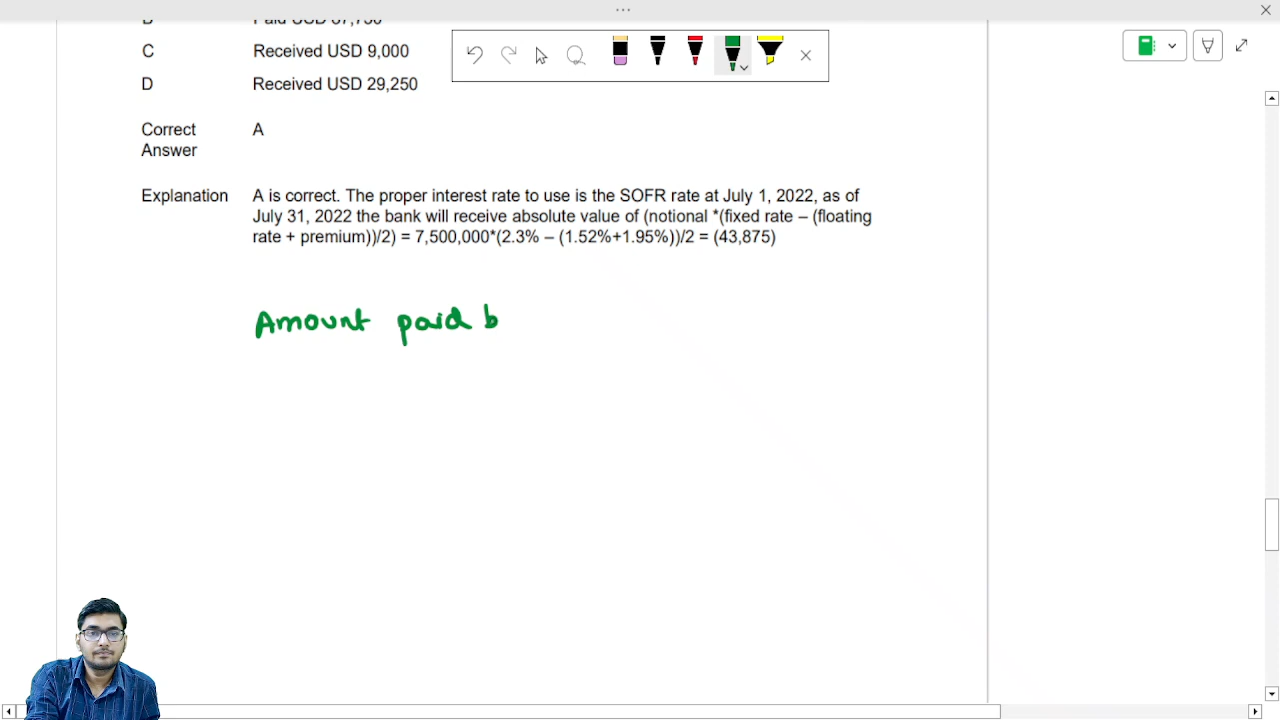 C Received USD 9,000
D Received USD 29,250
Correct Answer A
Explanation A is correct. The proper interest rate to use is the SOFR rate at July 1, 2022, as of
July 31, 2022 the bank will receive absolute value of (notional *(fixed rate – (floating
rate + premium))/2) = 7,500,000*(2.3% – (1.52%+1.95%))/2 = (43,875)
Amount paid b